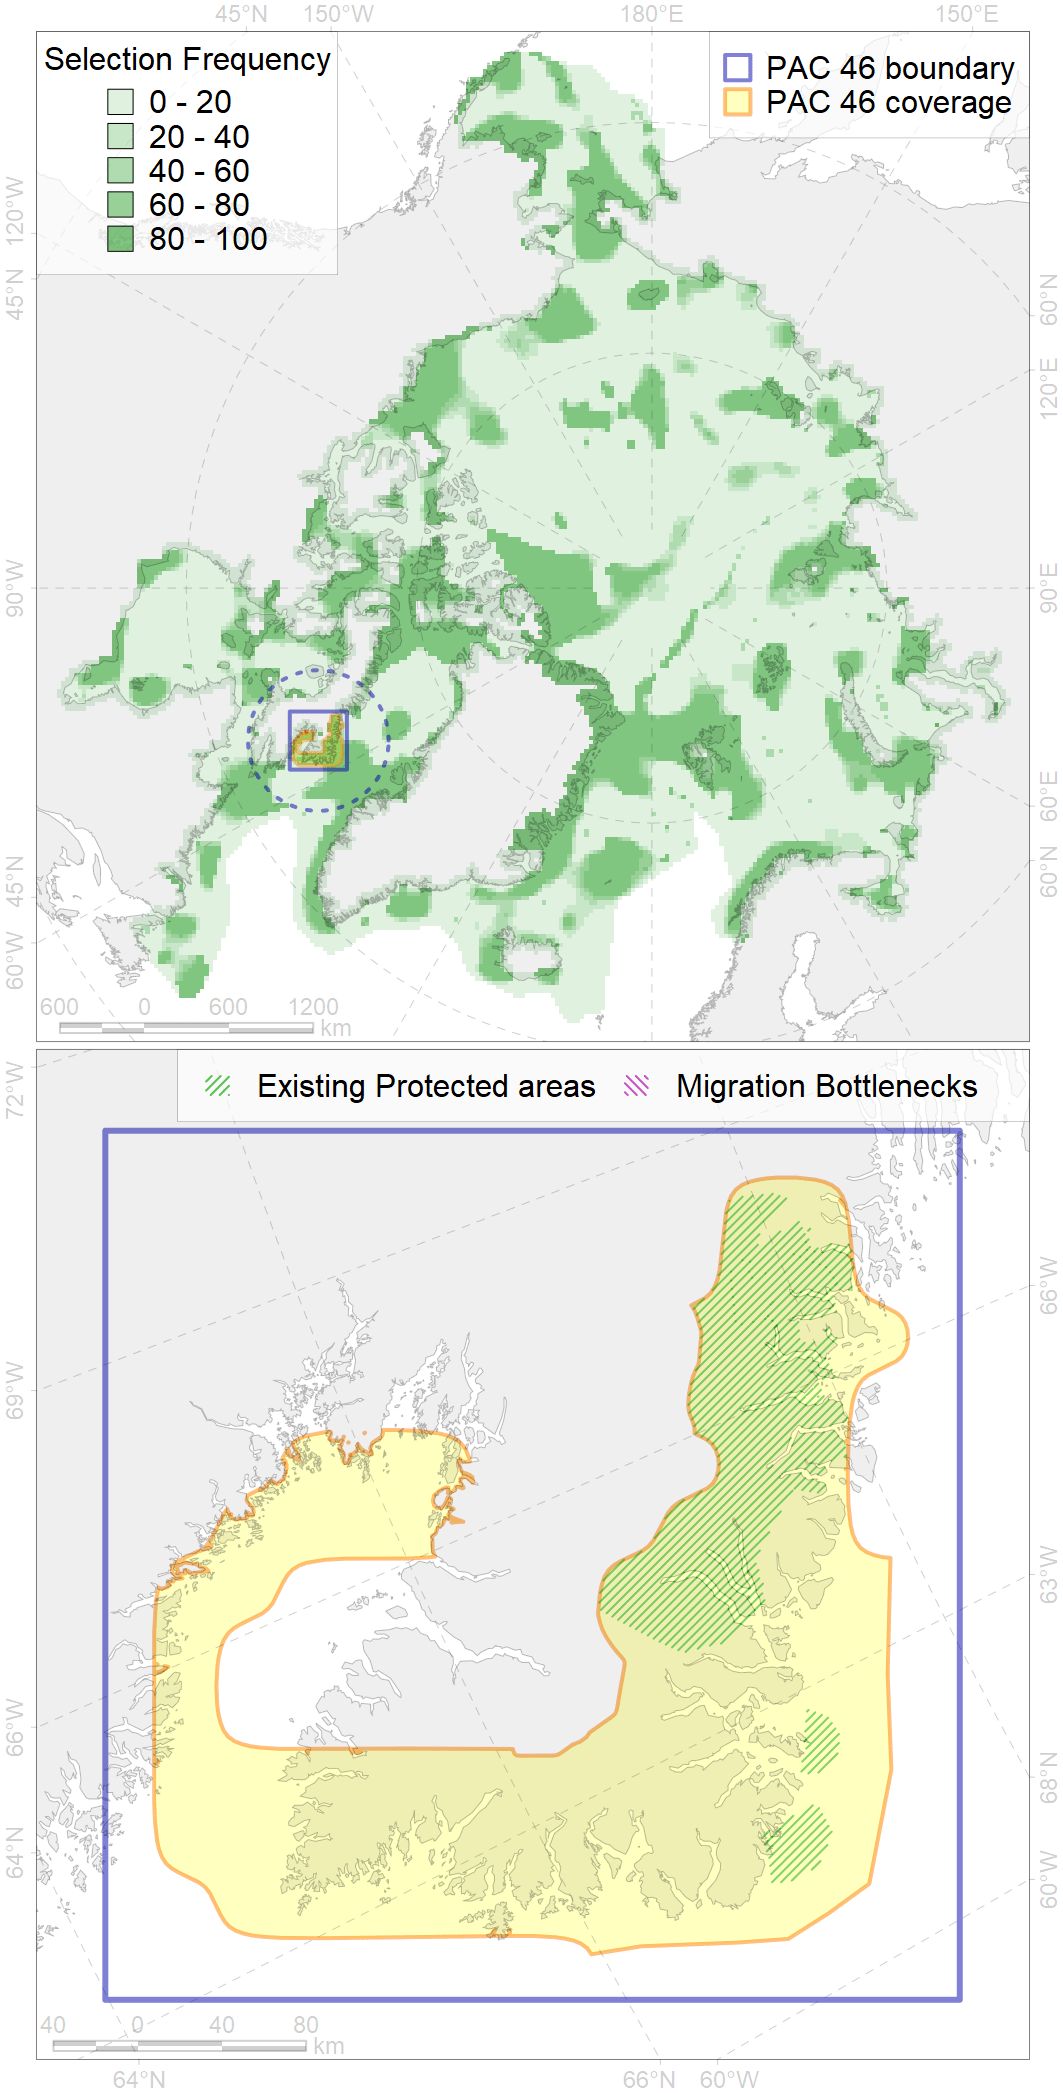 45°N 150°W 180°E 150°E
Selection Frequency
0 - 20
20 - 40
40 - 60
60 - 80
80 - 100
PAC 46 boundary
PAC 46 coverage
120°W
45°N
90°W
45°N
60°W
60°N
120°E
90°E
60°E
60°N
600 0 600 1200
km
Existing Protected areas Migration Bottlenecks
72°W
69°W
66°W
64°N
66°W
63°W
68°N
60°W
40 0 40 80
km
64°N 66°N 60°W